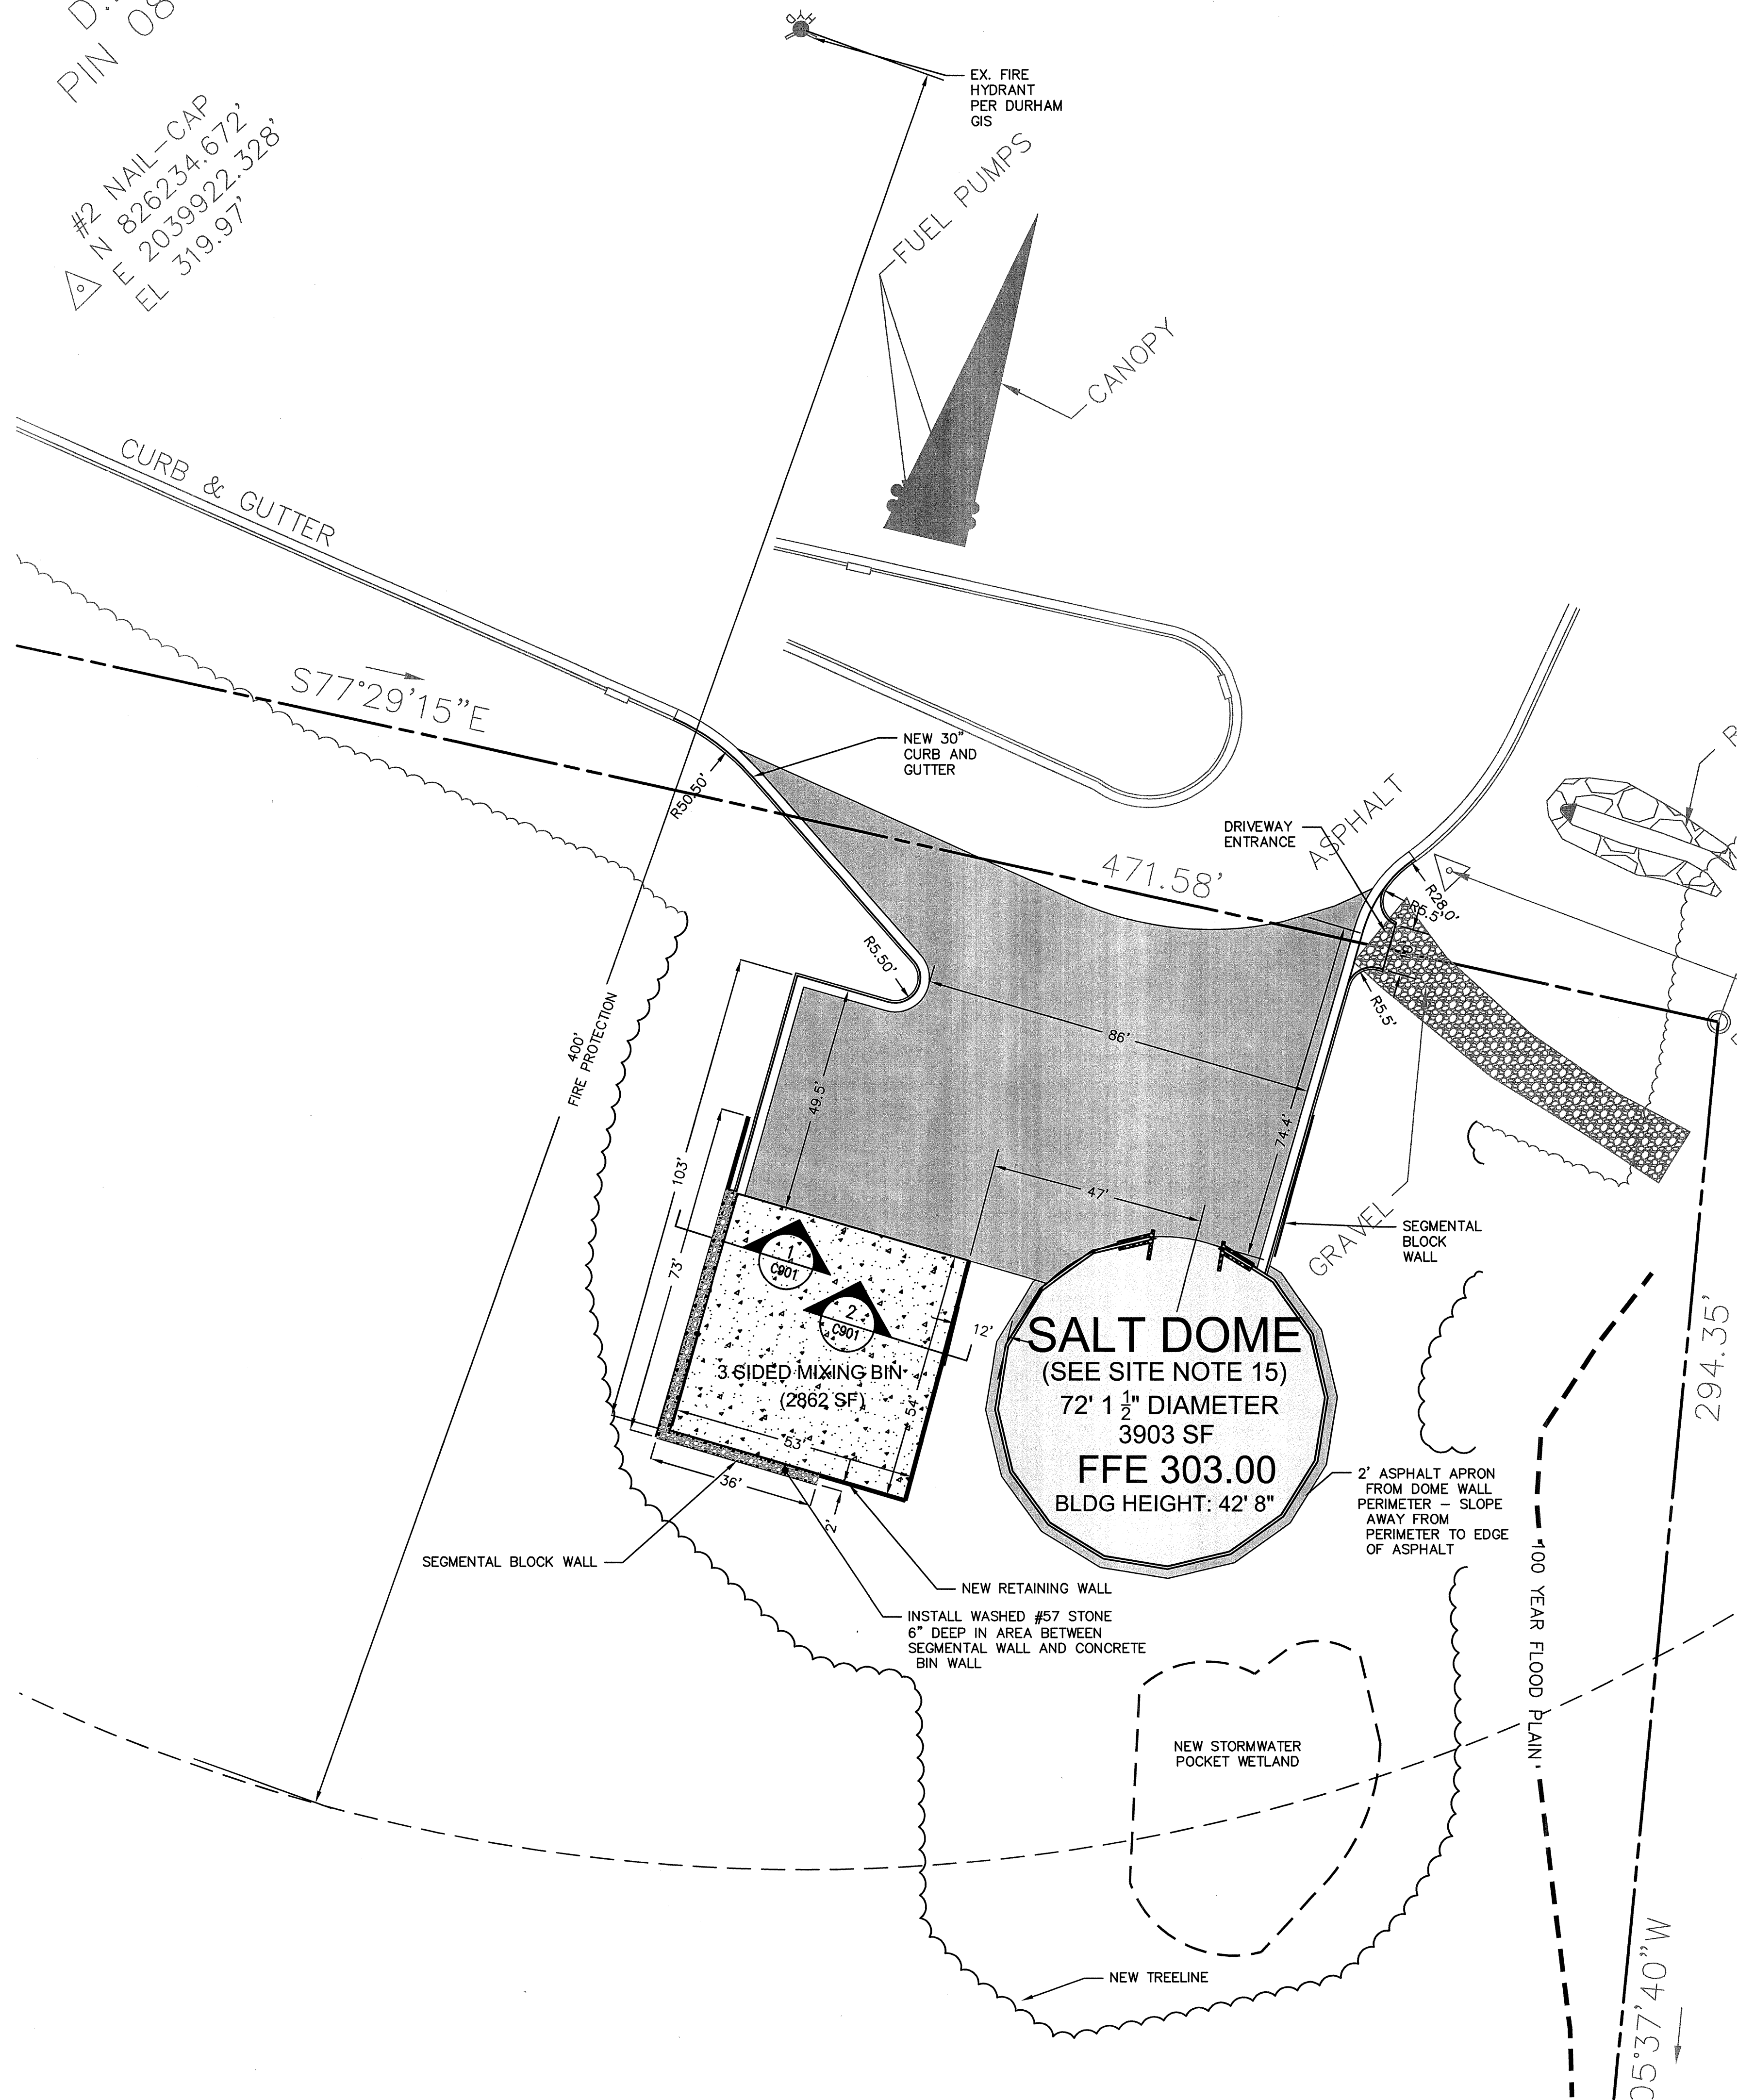 PIN 08
#2 NAIL-CAP
N 826234.672'
E 2039922.328'
EL 319.97'
HYD
EX. FIRE
HYDRANT
PER DURHAM
GIS
FUEL PUMPS
CANOPY
CURB & GUTTER
S77°29'15"E
NEW 30"
CURB AND
GUTTER
R50.50'
DRIVEWAY
ENTRANCE
ASPHALT
471.58'
R28.0'
R5.5'
R5.50'
R5.5'
86'
400'
FIRE PROTECTION
49.5'
103'
74.4'
47'
73'
GRAVEL
SEGMENTAL
BLOCK
WALL
1
C901
2
C901
12'
3 SIDED MIXING BIN
(2862 SF)
54'
53'
36'
2'
SALT DOME
(SEE SITE NOTE 15)
72' 1 1/2" DIAMETER
3903 SF
FFE 303.00
BLDG HEIGHT: 42' 8"
294.35'
2' ASPHALT APRON
FROM DOME WALL
PERIMETER – SLOPE
AWAY FROM
PERIMETER TO EDGE
OF ASPHALT
SEGMENTAL BLOCK WALL
NEW RETAINING WALL
INSTALL WASHED #57 STONE
6" DEEP IN AREA BETWEEN
SEGMENTAL WALL AND CONCRETE
BIN WALL
100 YEAR FLOOD PLAIN
NEW STORMWATER
POCKET WETLAND
NEW TREELINE
05°37'40"W